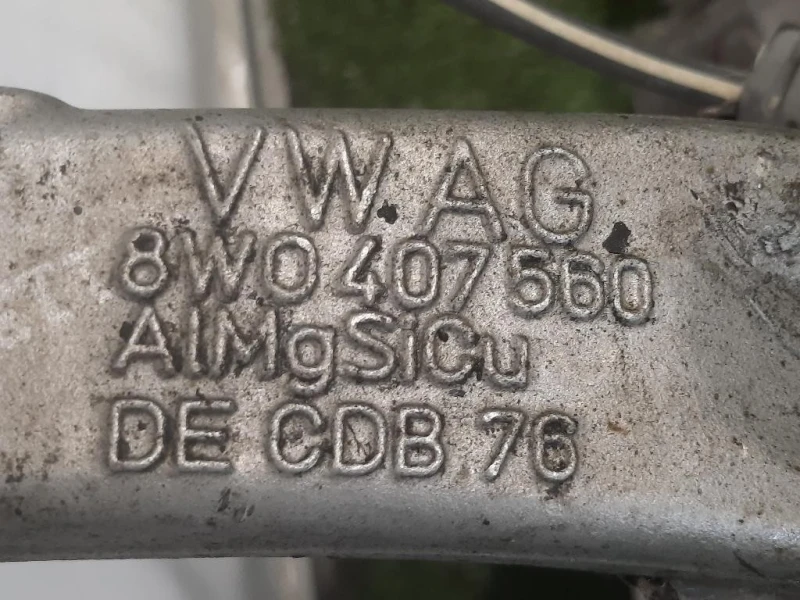 VW AG
8W0 407 560
AlMgSiCu
DE CDB 76